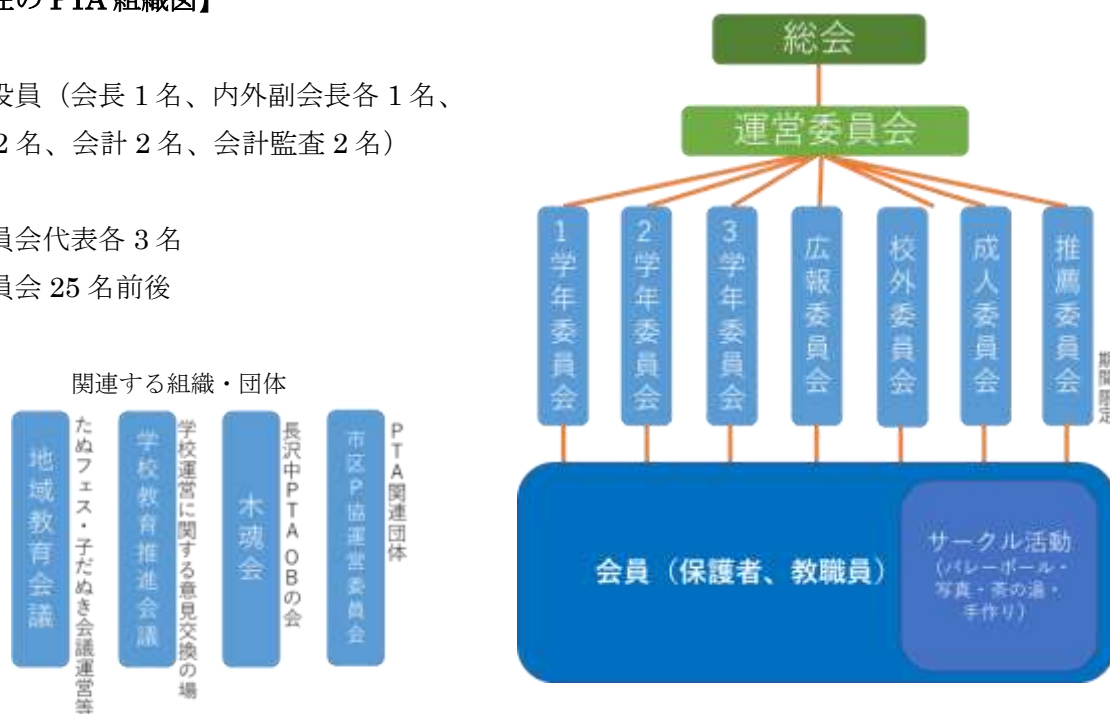 の PTA 組織図】
役員（会長 1 名、内外副会長各 1 名、
2 名、会計 2 名、会計監査 2 名）
員会代表各 3 名
員会 25 名前後
関連する組織・団体
地域教育会議
たぬフェス・子だぬき会議運営等
学校教育推進会議
学校運営に関する意見交換の場
木魂会
長沢中PTA OBの会
市区P協運営委員会
PTA関連団体
総会
運営委員会
1学年委員会
2学年委員会
3学年委員会
広報委員会
校外委員会
成人委員会
推薦委員会
期間限定
会員（保護者、教職員）
サークル活動
（バレーボール・
写真・茶の湯・
手作り）